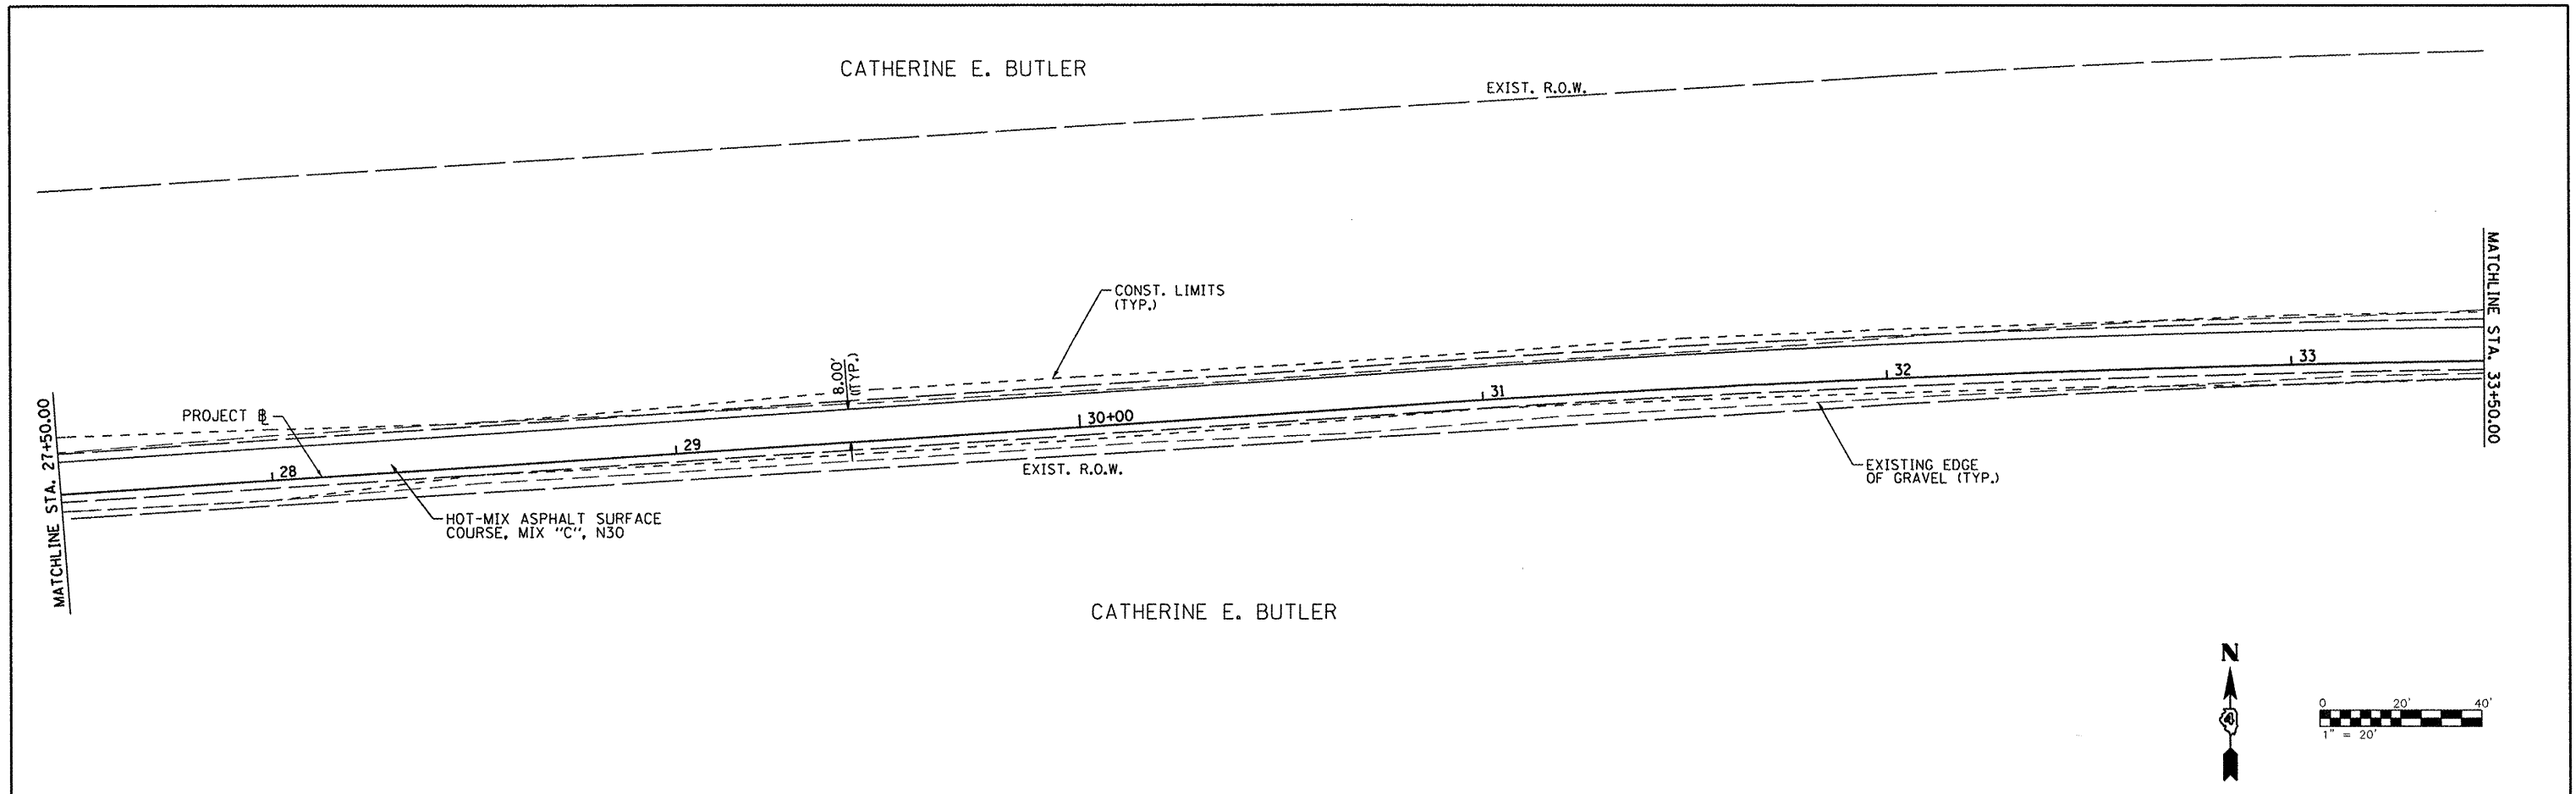 CATHERINE E. BUTLER
EXIST. R.O.W.
MATCHLINE STA. 33+50.00
CONST. LIMITS
(TYP.)
8.00'
(TYP.)
33
32
31
30+00
29
28
PROJECT ℄
MATCHLINE STA. 27+50.00
EXIST. R.O.W.
EXISTING EDGE
OF GRAVEL (TYP.)
HOT-MIX ASPHALT SURFACE
COURSE, MIX "C", N30
CATHERINE E. BUTLER
N
0 20' 40'
1" = 20'